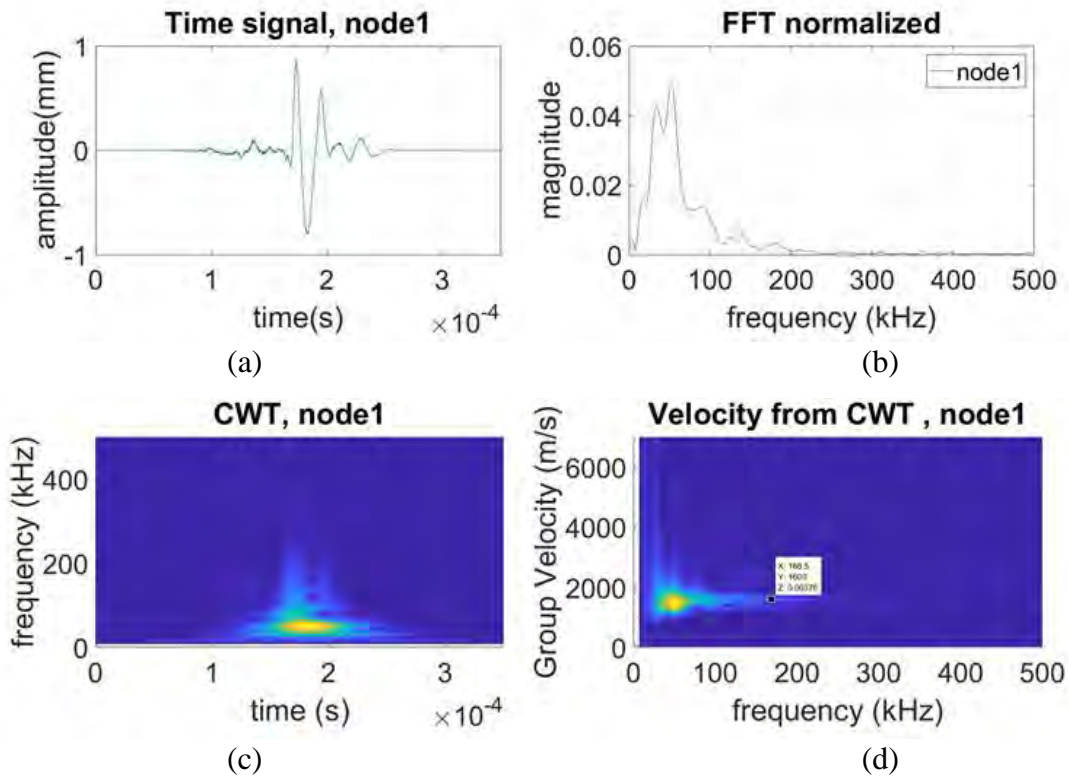 Time signal, node1
amplitude(mm)
1
0
-1
0 1 2 3
×10⁻⁴
time(s)
(a)
FFT normalized
node1
magnitude
0.06
0.04
0.02
0
0 100 200 300 400 500
frequency (kHz)
(b)
CWT, node1
frequency (kHz)
400
200
0
0 1 2 3
×10⁻⁴
time (s)
(c)
Velocity from CWT , node1
Group Velocity (m/s)
6000
4000
2000
0
X: 168.5
Y: 1600
0 100 200 300 400 500
frequency (kHz)
(d)